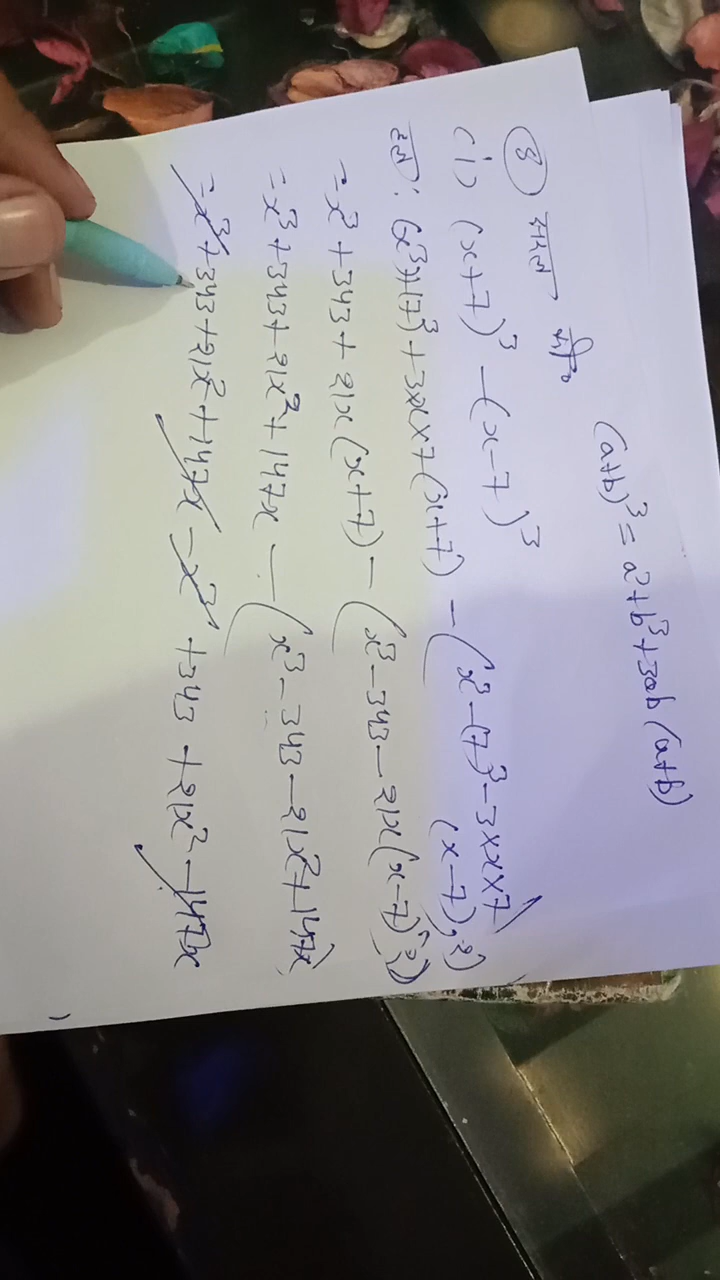 (a+b)³ = a³+b³+3ab(a+b)
⑧ सरल कीजिए
(i) (x+7)³ - (x-7)³
हल: (x³)+(7)³+3×x×7(x+7) - (x³-(7)³-3×x×7
(x-7))
= x³+343+21x(x+7) - (x³-343-21x(x-7))
= x³+343+21x²+147x - (x³-343-21x²+147x)
= x³+343+21x²+147x-x³+343+21x²-147x